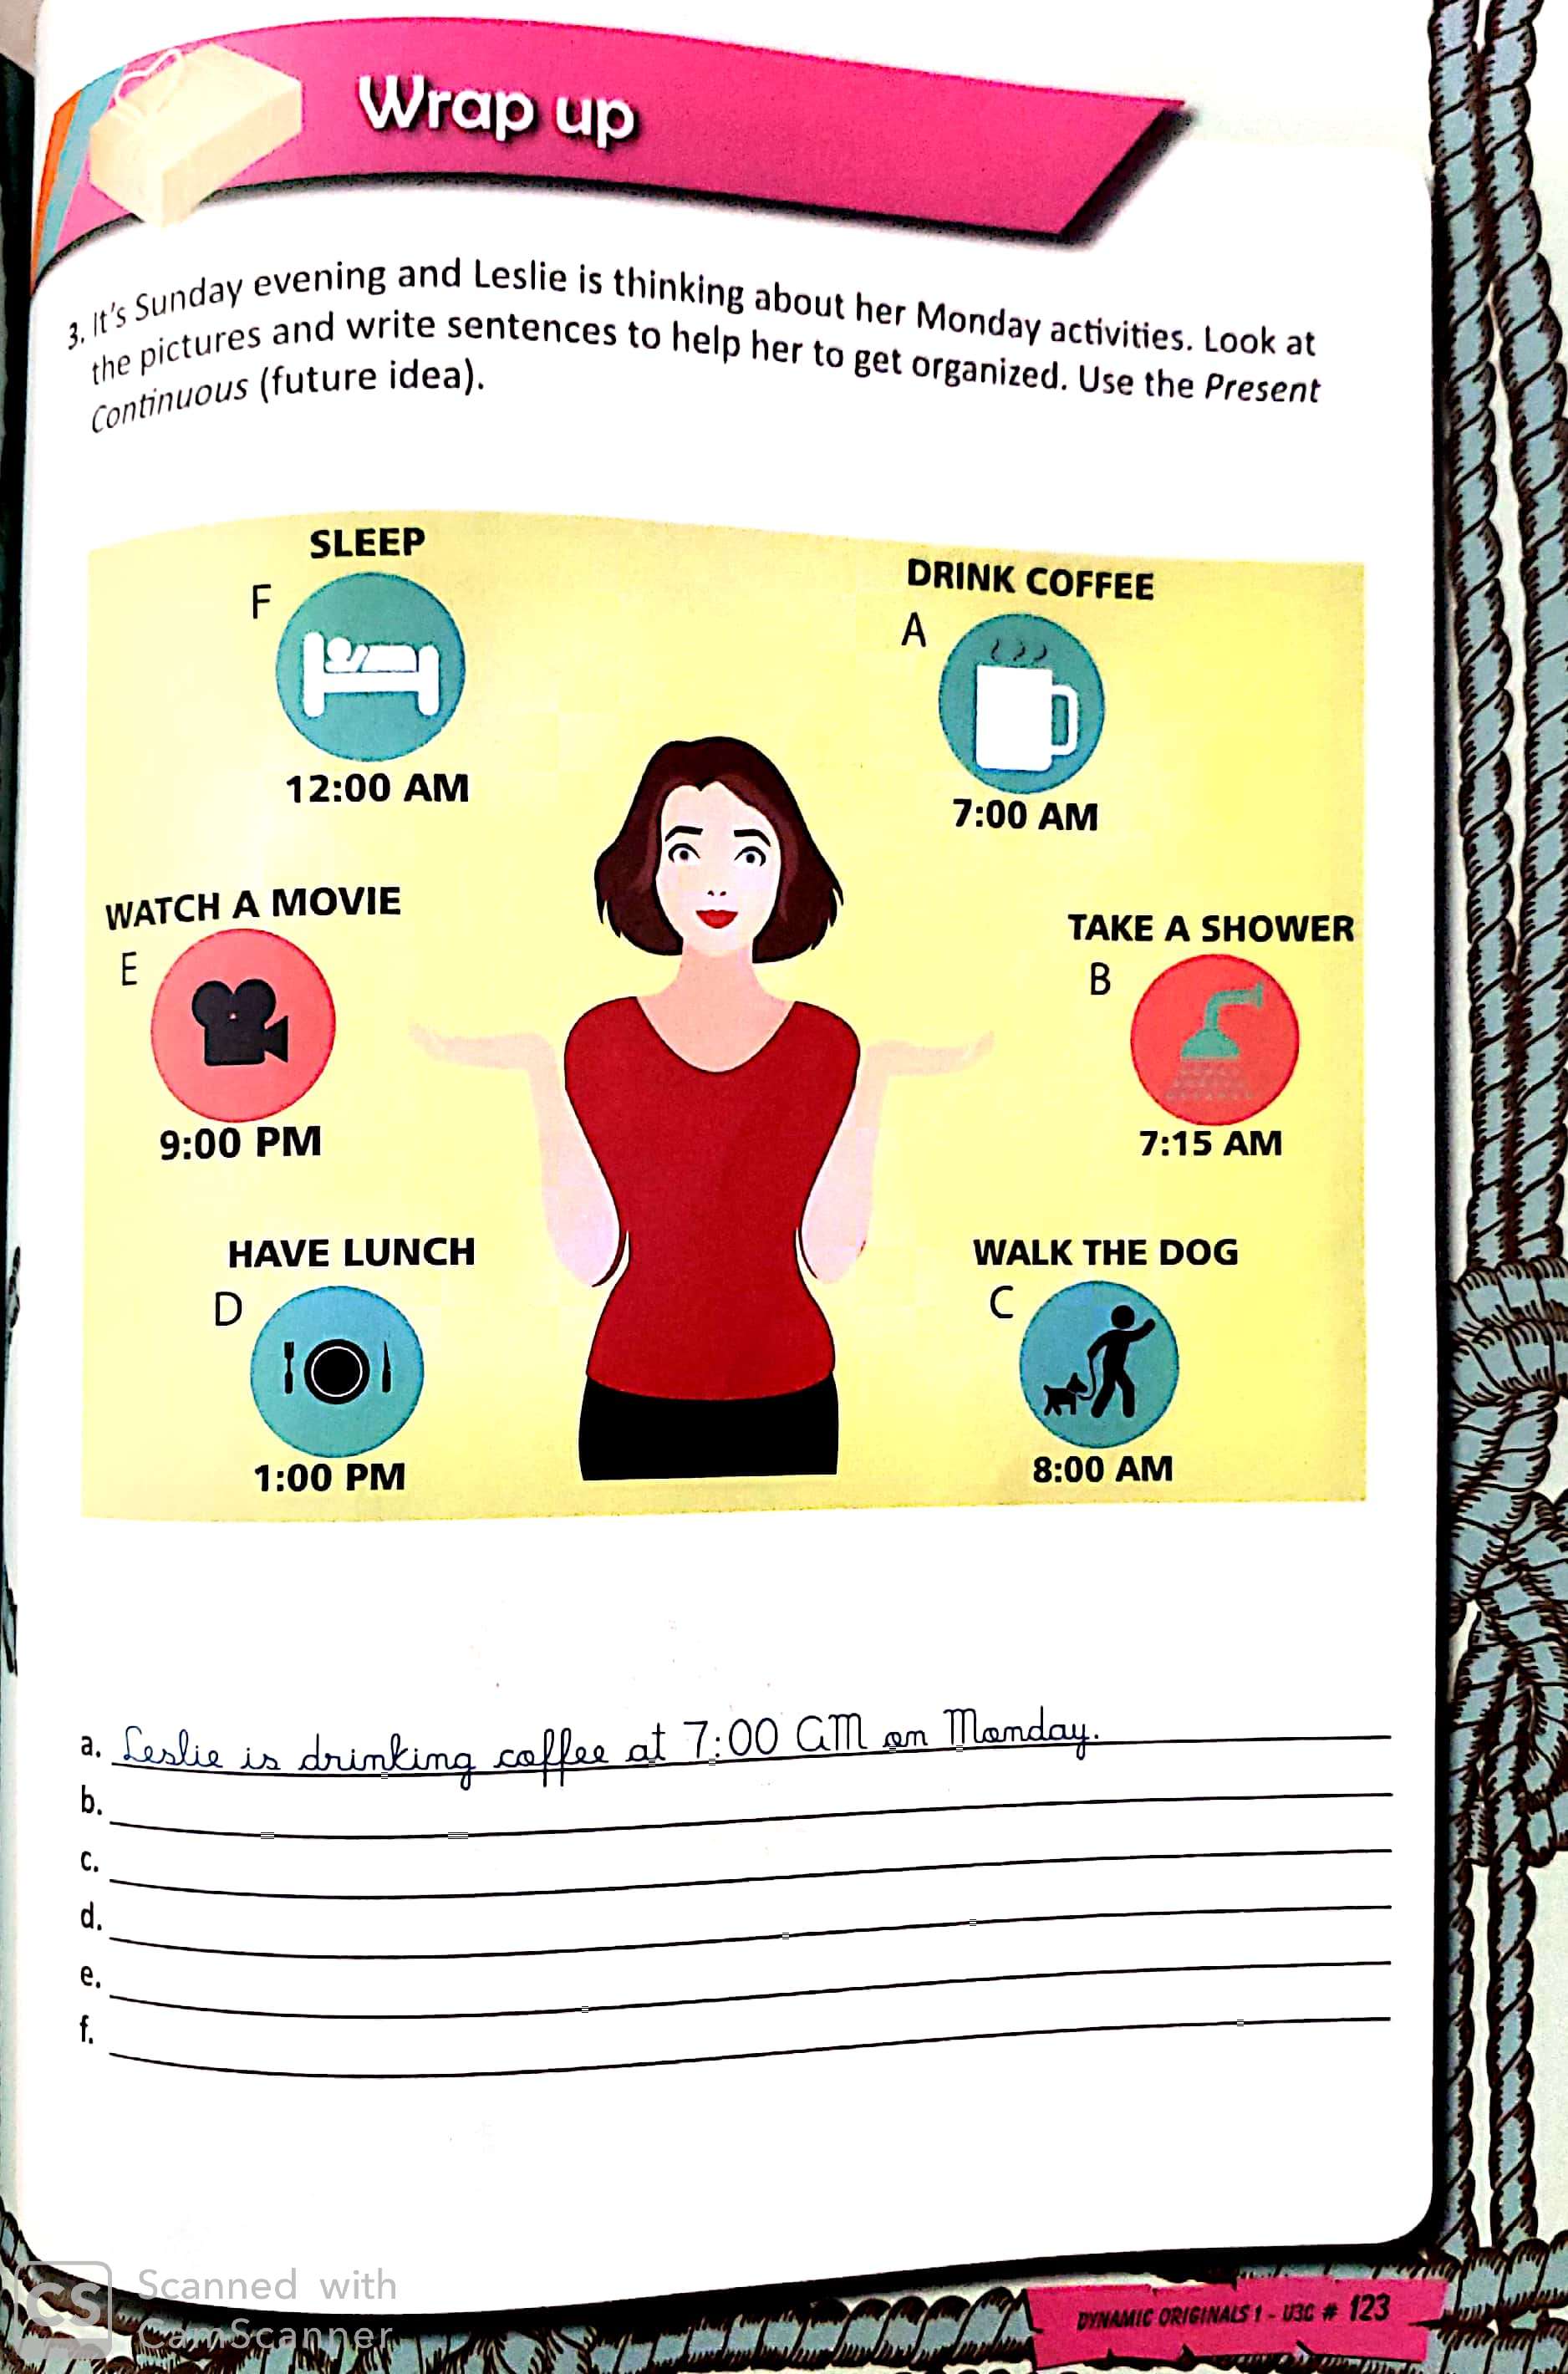 Wrap up
3. It's Sunday evening and Leslie is thinking about her Monday activities. Look at
the pictures and write sentences to help her to get organized. Use the Present
Continuous (future idea).
SLEEP
F
12:00 AM
DRINK COFFEE
A
7:00 AM
WATCH A MOVIE
E
9:00 PM
TAKE A SHOWER
B
7:15 AM
HAVE LUNCH
D
1:00 PM
WALK THE DOG
C
8:00 AM
a. Leslie is drinking coffee at 7:00 AM on Monday.
b.
c.
d.
e.
f.
CS Scanned with
CamScanner
DYNAMIC ORIGINALS 1 - U3C # 123